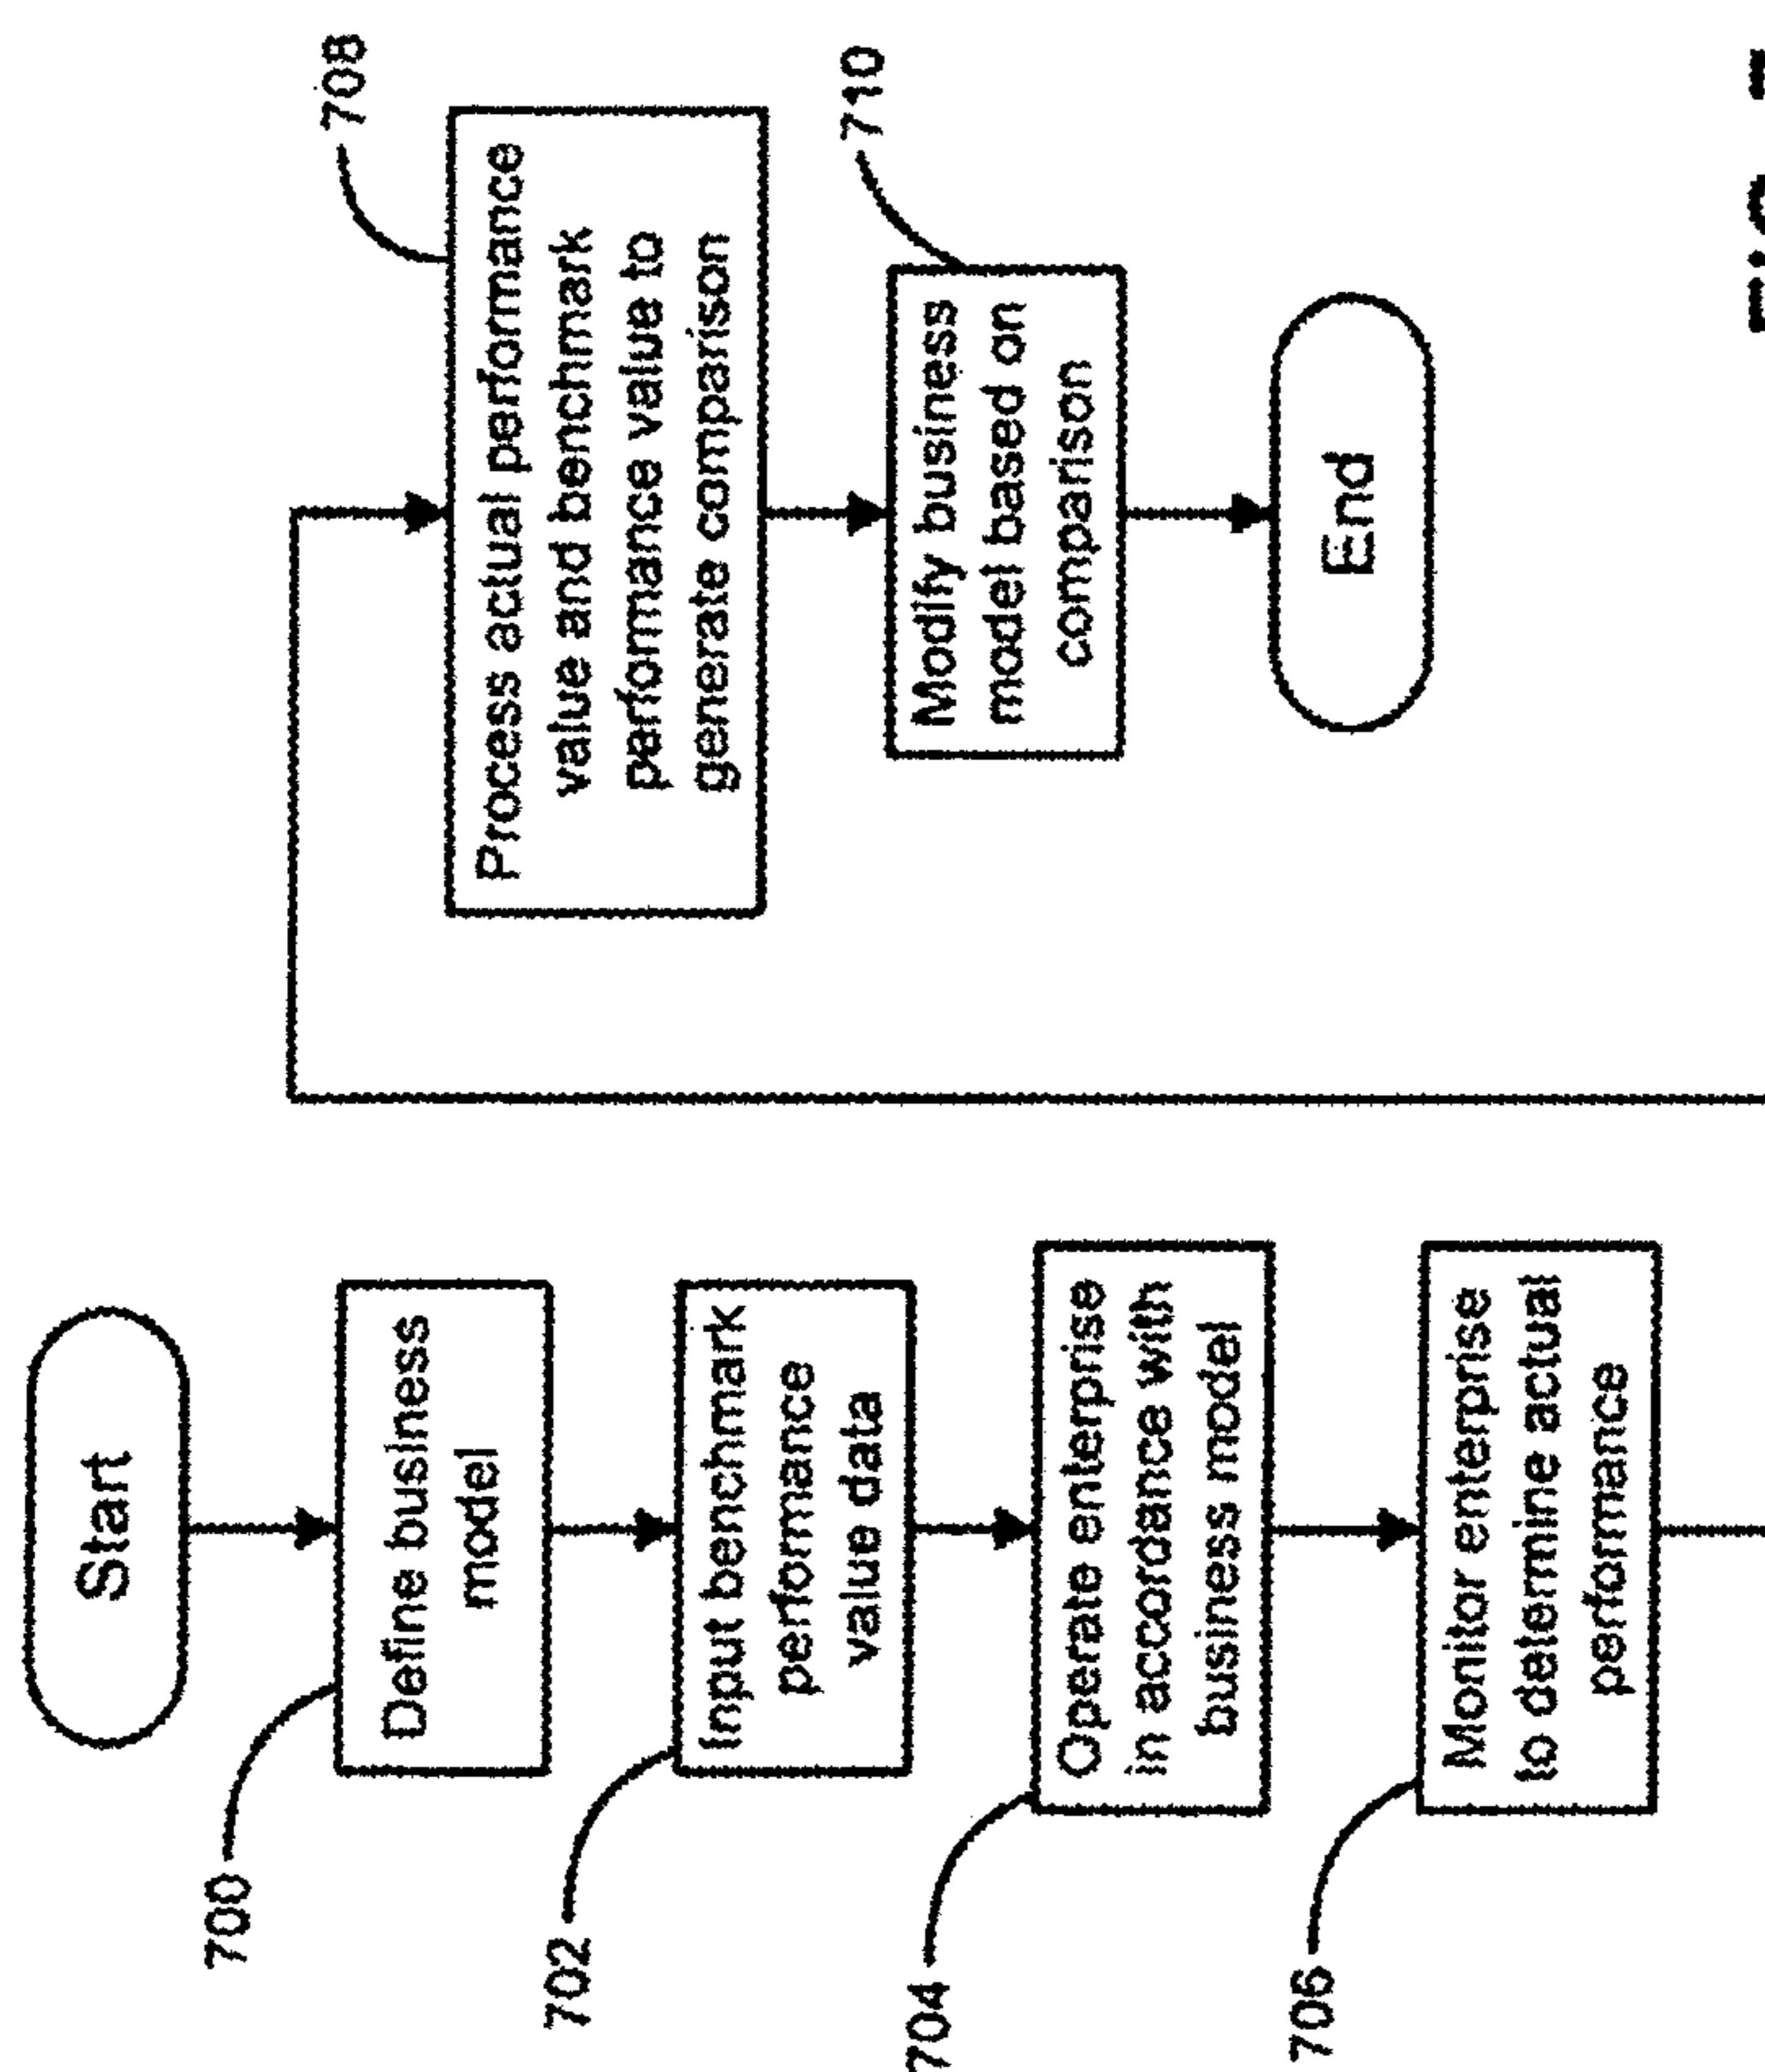 Start
700
Define business
model
702
Input benchmark
performance
value data
704
Operate enterprise
in accordance with
business model
706
Monitor enterprise
to determine actual
performance
708
Process actual performance
value and benchmark
performance value to
generate comparison
710
Modify business
model based on
comparison
End